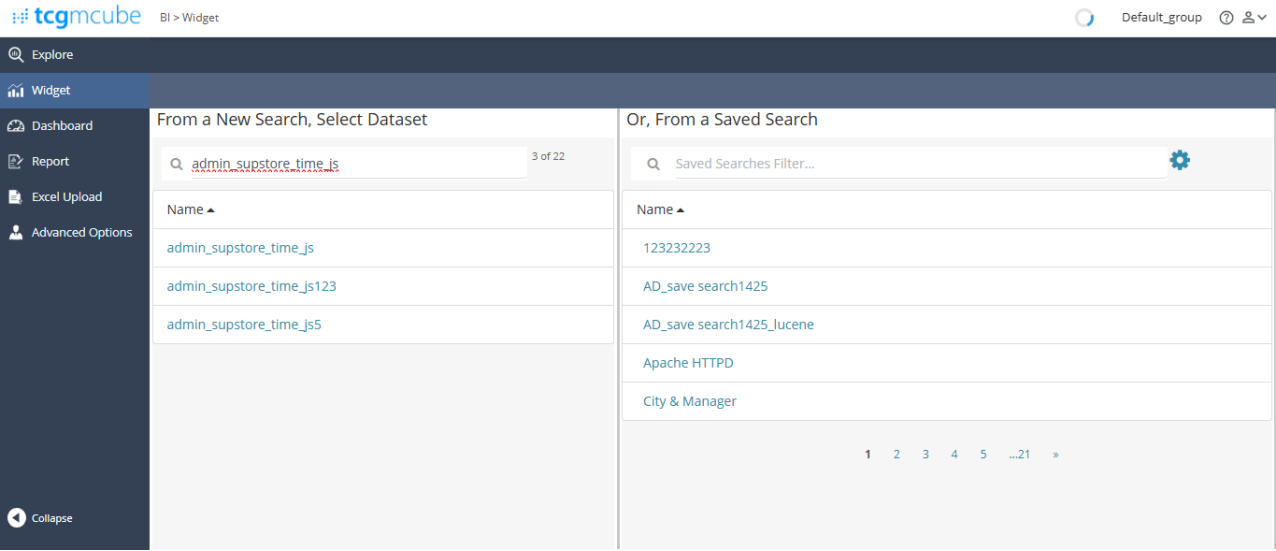 tcgmcube
BI > Widget
Default_group
Explore
Widget
Dashboard
Report
Excel Upload
Advanced Options
Collapse
From a New Search, Select Dataset
admin_supstore_time_js
3 of 22
Name
admin_supstore_time_js
admin_supstore_time_js123
admin_supstore_time_js5
Or, From a Saved Search
Saved Searches Filter...
Name
123232223
AD_save search1425
AD_save search1425_lucene
Apache HTTPD
City & Manager
1 2 3 4 5 ...21 »